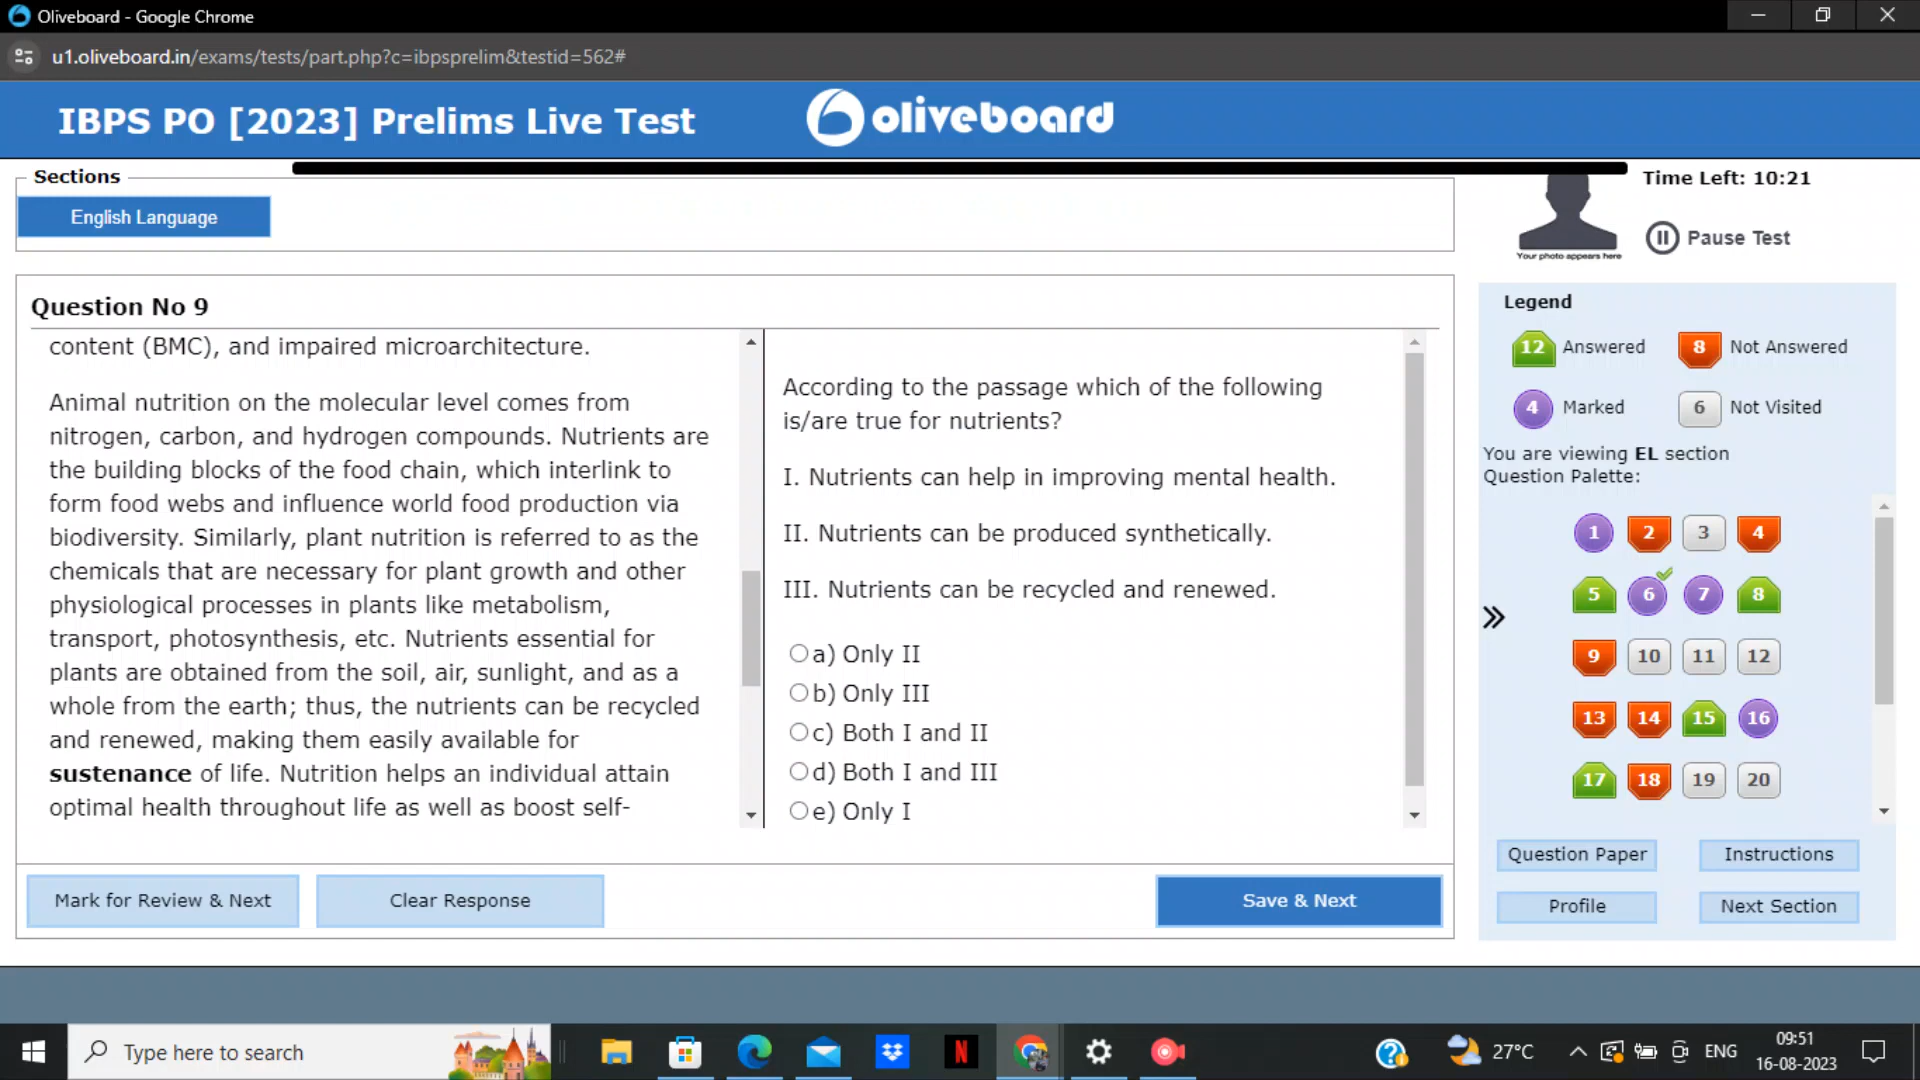 Oliveboard - Google Chrome
u1.oliveboard.in/exams/tests/part.php?c=ibpsprelim&testid=562#
IBPS PO [2023] Prelims Live Test
oliveboard
Sections
English Language
Your photo appears here
Time Left: 10:21
Pause Test
Question No 9
content (BMC), and impaired microarchitecture.
Animal nutrition on the molecular level comes from
nitrogen, carbon, and hydrogen compounds. Nutrients are
the building blocks of the food chain, which interlink to
form food webs and influence world food production via
biodiversity. Similarly, plant nutrition is referred to as the
chemicals that are necessary for plant growth and other
physiological processes in plants like metabolism,
transport, photosynthesis, etc. Nutrients essential for
plants are obtained from the soil, air, sunlight, and as a
whole from the earth; thus, the nutrients can be recycled
and renewed, making them easily available for
sustenance of life. Nutrition helps an individual attain
optimal health throughout life as well as boost self-
According to the passage which of the following
is/are true for nutrients?
I. Nutrients can help in improving mental health.
II. Nutrients can be produced synthetically.
III. Nutrients can be recycled and renewed.
a) Only II
b) Only III
c) Both I and II
d) Both I and III
e) Only I
Mark for Review & Next
Clear Response
Save & Next
Legend
12 Answered
8 Not Answered
4 Marked
6 Not Visited
You are viewing EL section
Question Palette:
1 2 3 4
5 6 7 8
9 10 11 12
13 14 15 16
17 18 19 20
Question Paper
Instructions
Profile
Next Section
Type here to search
27°C
ENG
09:51
16-08-2023